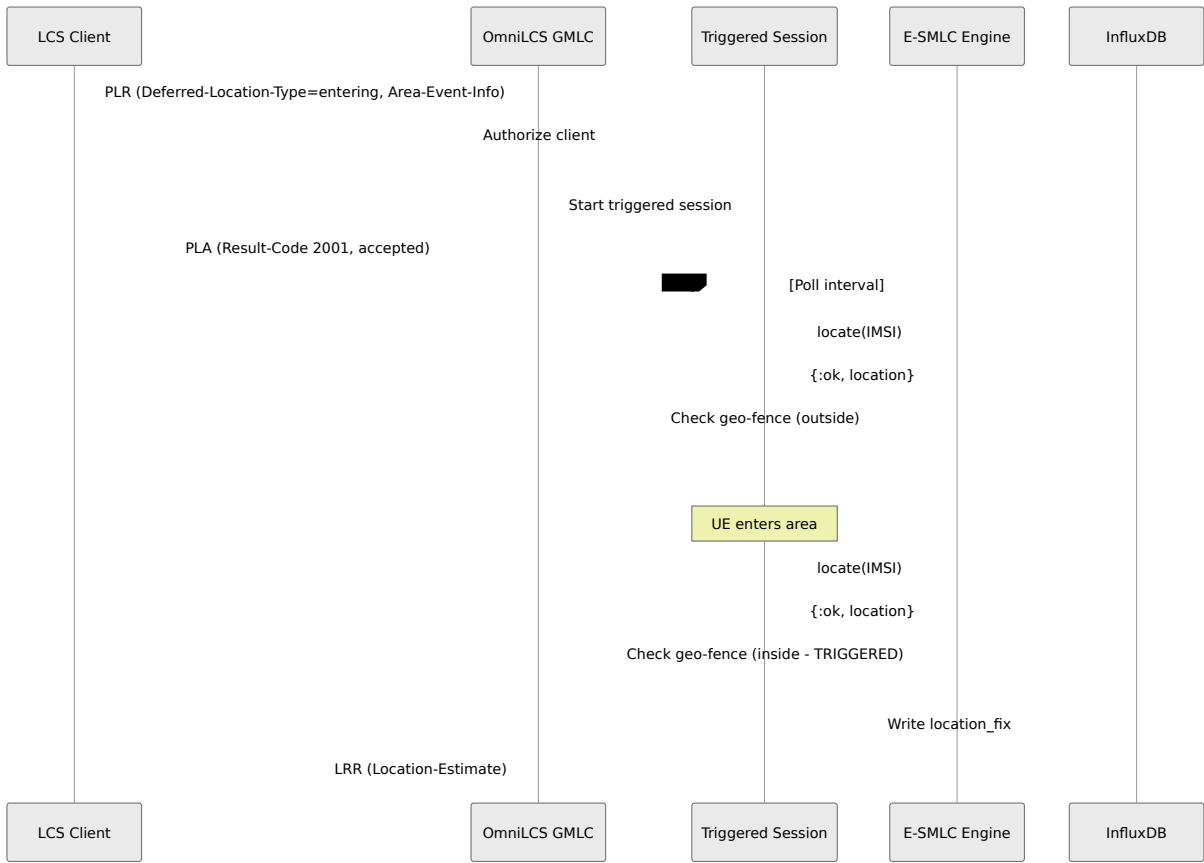 LCS Client
OmniLCS GMLC
Triggered Session
E-SMLC Engine
InfluxDB
PLR (Deferred-Location-Type=entering, Area-Event-Info)
Authorize client
Start triggered session
PLA (Result-Code 2001, accepted)
[Poll interval]
locate(IMSI)
{:ok, location}
Check geo-fence (outside)
UE enters area
locate(IMSI)
{:ok, location}
Check geo-fence (inside - TRIGGERED)
Write location_fix
LRR (Location-Estimate)
LCS Client
OmniLCS GMLC
Triggered Session
E-SMLC Engine
InfluxDB